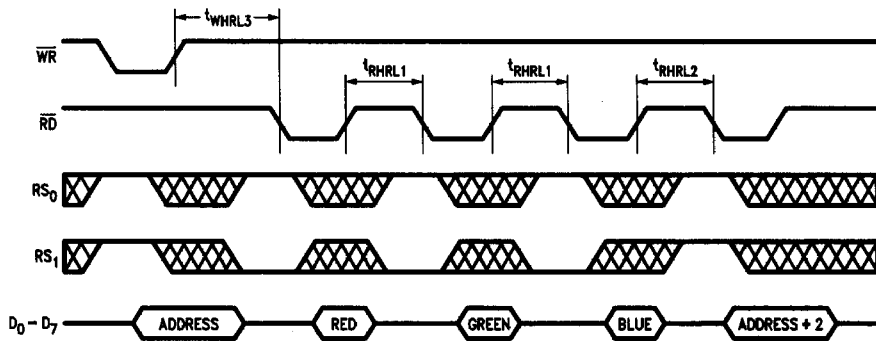 tWHRL3
WR
tRHRL1 tRHRL1 tRHRL2
RD
RS0
RS1
D0 – D7 ADDRESS RED GREEN BLUE ADDRESS + 2